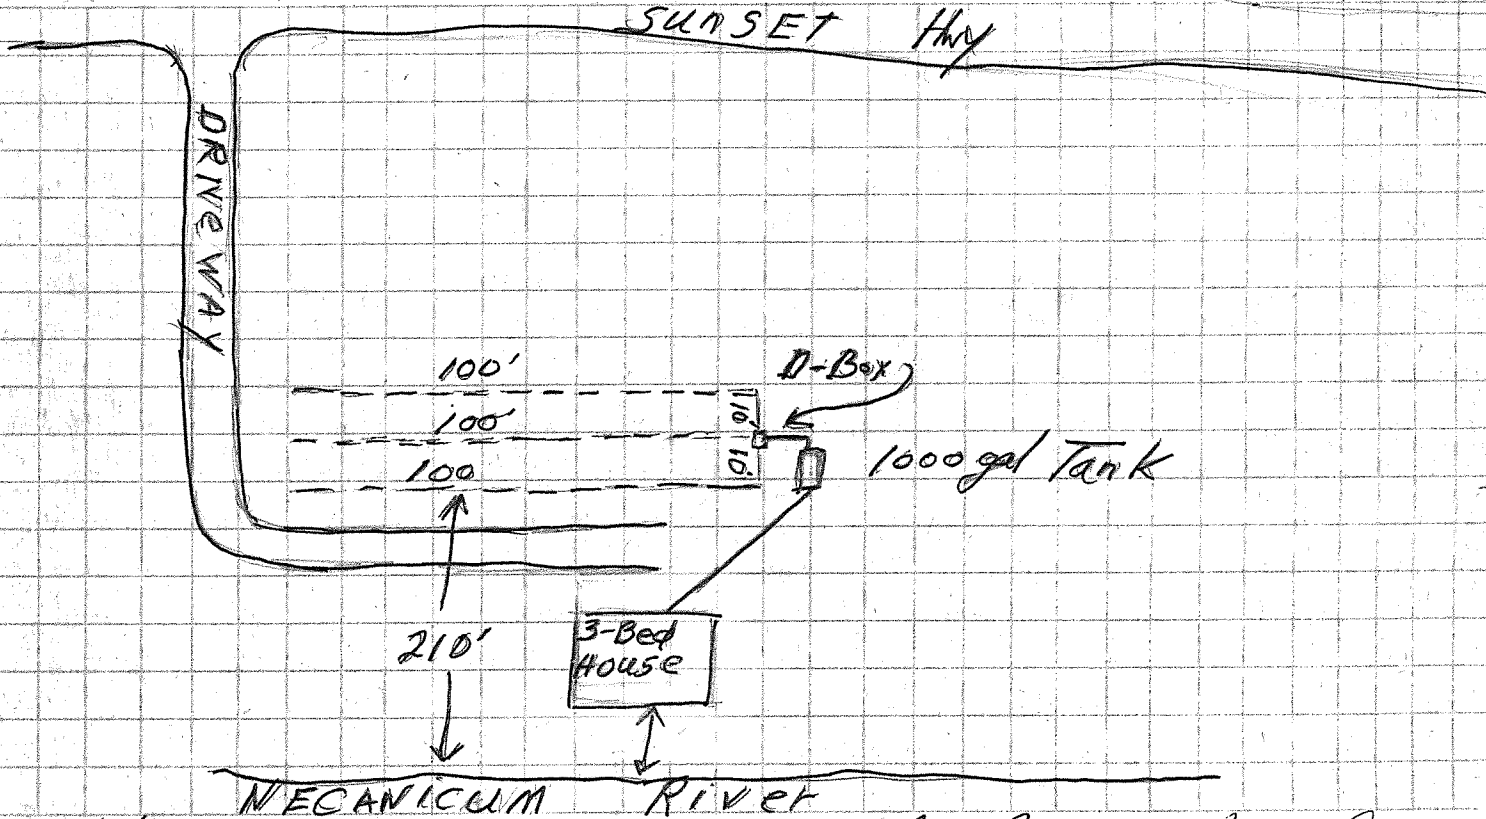 SUNSET Hwy
DRIVEWAY
100'
D-Box
10'
100'
10'
100
1000 gal Tank
210'
3-Bed
House
NECANICUM River